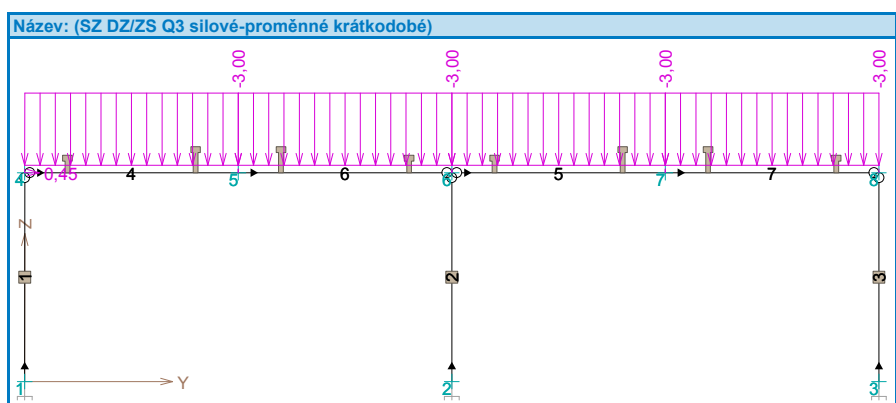 Název: (SZ DZ/ZS Q3 silové-proměnné krátkodobé)
-3,00 -3,00 -3,00 -3,00
4 0,45 4 5 6 6 5 7 7 8
Z
1 2 3
Y
1 2 3